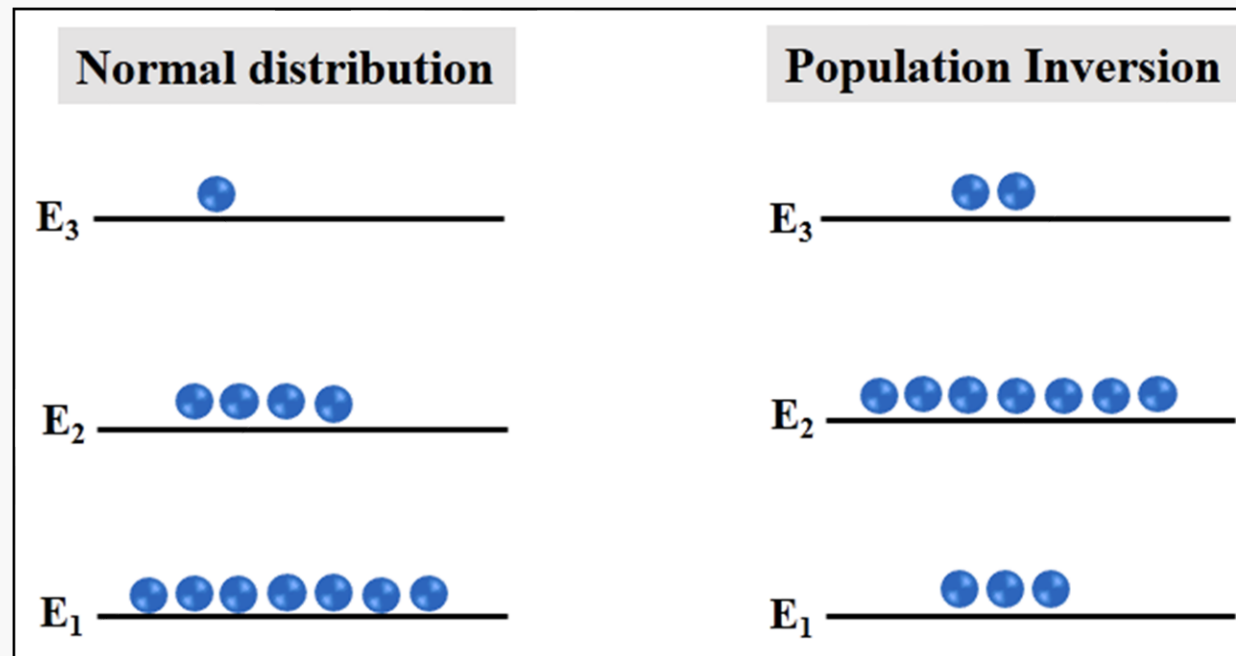 Normal distribution
Population Inversion
E₃
E₃
E₂
E₂
E₁
E₁